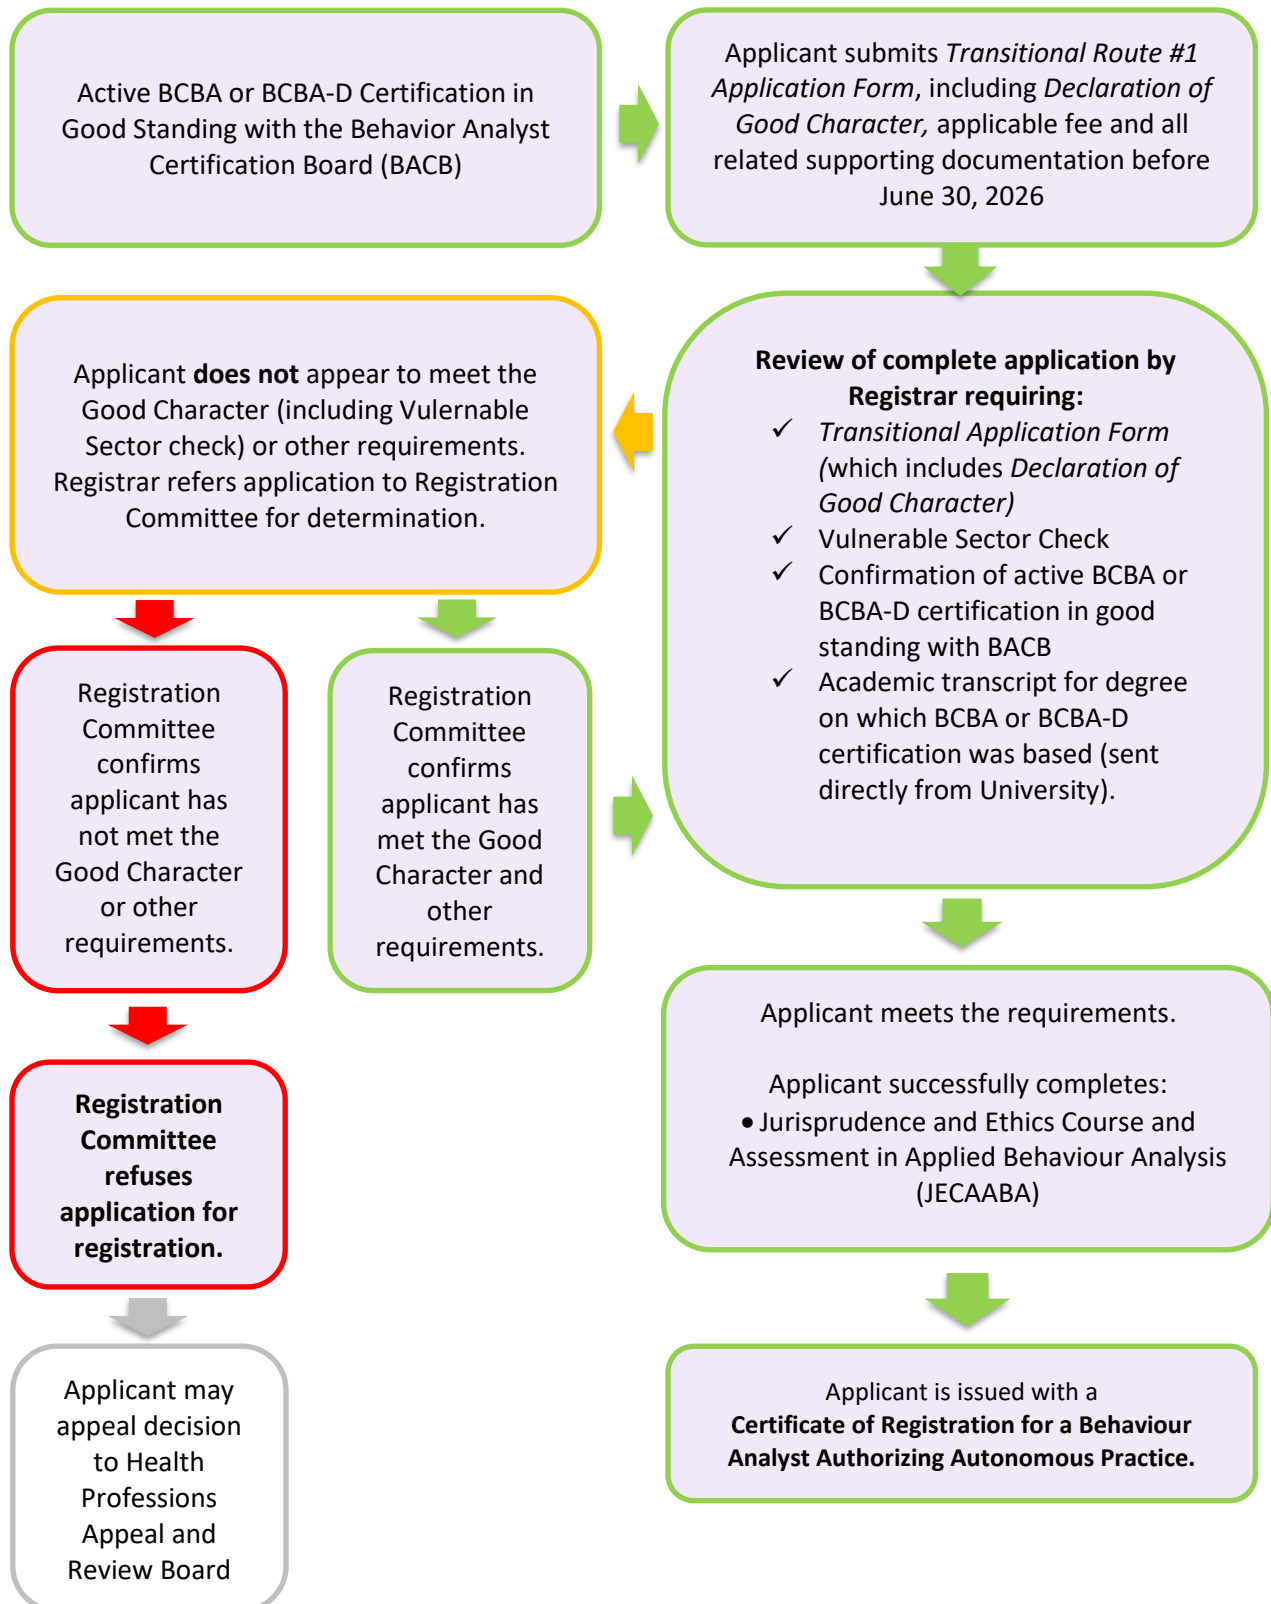 Active BCBA or BCBA-D Certification in
Good Standing with the Behavior Analyst
Certification Board (BACB)
Applicant submits Transitional Route #1
Application Form, including Declaration of
Good Character, applicable fee and all
related supporting documentation before
June 30, 2026
Review of complete application by
Registrar requiring:
✓ Transitional Application Form
(which includes Declaration of
Good Character)
✓ Vulnerable Sector Check
✓ Confirmation of active BCBA or
BCBA-D certification in good
standing with BACB
✓ Academic transcript for degree
on which BCBA or BCBA-D
certification was based (sent
directly from University).
Applicant does not appear to meet the
Good Character (including Vulernable
Sector check) or other requirements.
Registrar refers application to Registration
Committee for determination.
Registration
Committee
confirms
applicant has
not met the
Good Character
or other
requirements.
Registration
Committee
confirms
applicant has
met the Good
Character and
other
requirements.
Registration
Committee
refuses
application for
registration.
Applicant may
appeal decision
to Health
Professions
Appeal and
Review Board
Applicant meets the requirements.
Applicant successfully completes:
• Jurisprudence and Ethics Course and
Assessment in Applied Behaviour Analysis
(JECAABA)
Applicant is issued with a
Certificate of Registration for a Behaviour
Analyst Authorizing Autonomous Practice.